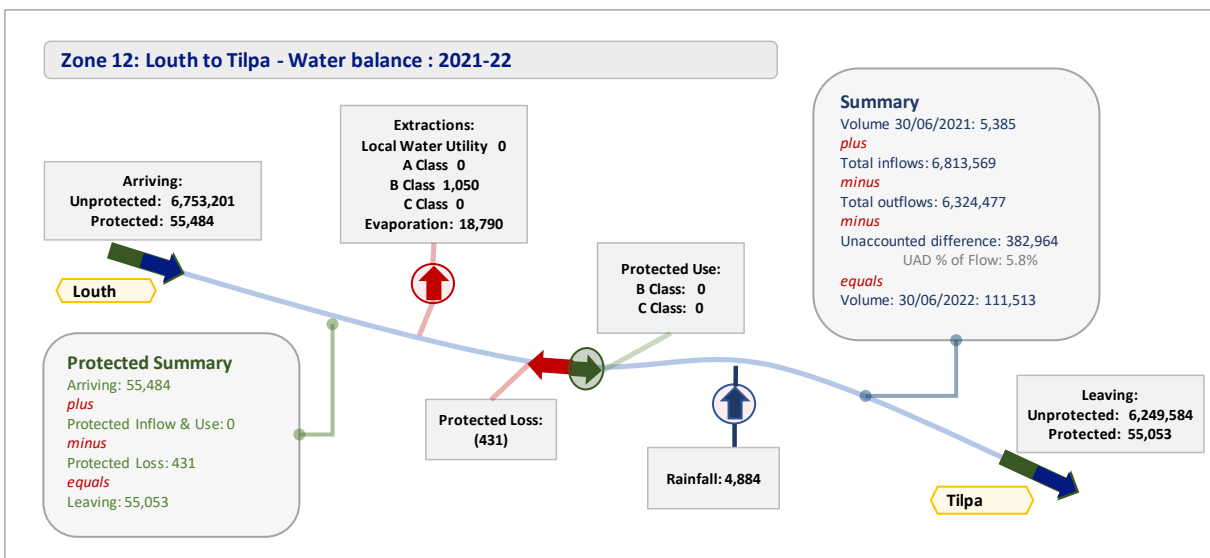 Zone 12: Louth to Tilpa - Water balance : 2021-22
Arriving:
Unprotected: 6,753,201
Protected: 55,484
Louth
Extractions:
Local Water Utility 0
A Class 0
B Class 1,050
C Class 0
Evaporation: 18,790
Protected Use:
B Class: 0
C Class: 0
Summary
Volume 30/06/2021: 5,385
plus
Total inflows: 6,813,569
minus
Total outflows: 6,324,477
minus
Unaccounted difference: 382,964
UAD % of Flow: 5.8%
equals
Volume: 30/06/2022: 111,513
Protected Summary
Arriving: 55,484
plus
Protected Inflow & Use: 0
minus
Protected Loss: 431
equals
Leaving: 55,053
Protected Loss:
(431)
Rainfall: 4,884
Leaving:
Unprotected: 6,249,584
Protected: 55,053
Tilpa